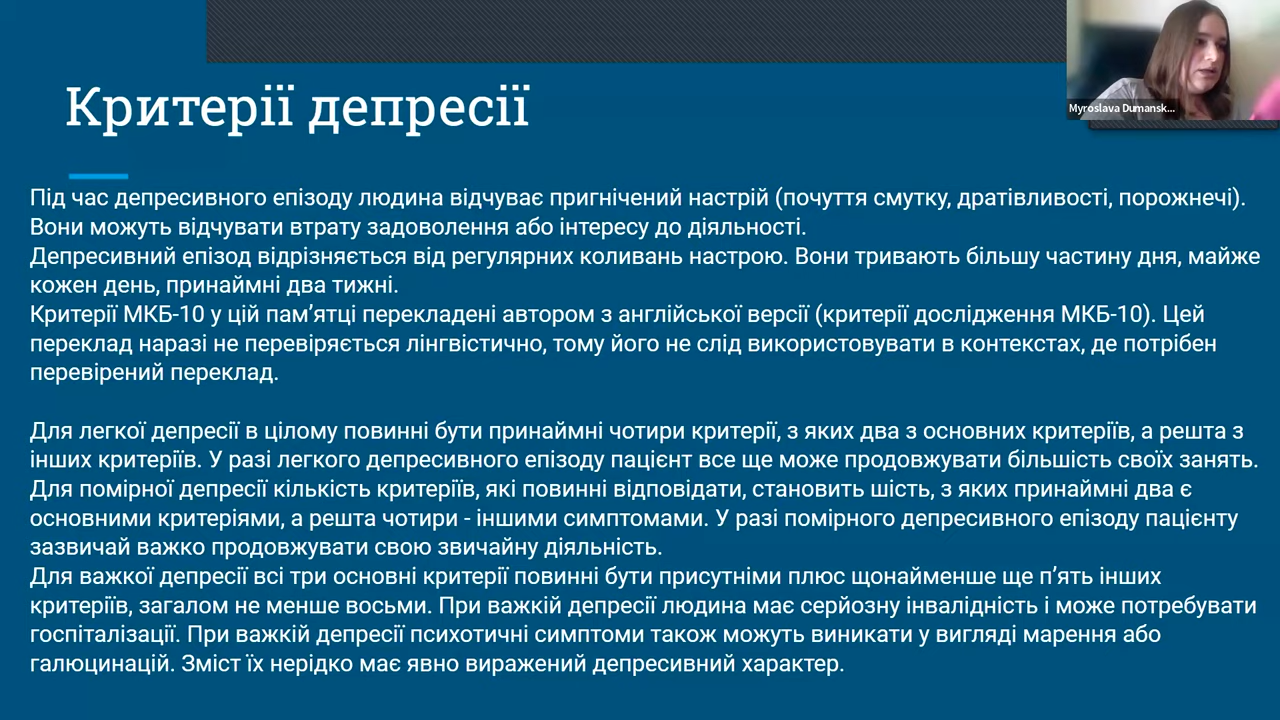 Критерії депресії
Myroslava Dumansk...
Під час депресивного епізоду людина відчуває пригнічений настрій (почуття смутку, дратівливості, порожнечі).
Вони можуть відчувати втрату задоволення або інтересу до діяльності.
Депресивний епізод відрізняється від регулярних коливань настрою. Вони тривають більшу частину дня, майже
кожен день, принаймні два тижні.
Критерії МКБ-10 у цій пам’ятці перекладені автором з англійської версії (критерії дослідження МКБ-10). Цей
переклад наразі не перевіряється лінгвістично, тому його не слід використовувати в контекстах, де потрібен
перевірений переклад.
Для легкої депресії в цілому повинні бути принаймні чотири критерії, з яких два з основних критеріїв, а решта з
інших критеріїв. У разі легкого депресивного епізоду пацієнт все ще може продовжувати більшість своїх занять.
Для помірної депресії кількість критеріїв, які повинні відповідати, становить шість, з яких принаймні два є
основними критеріями, а решта чотири - іншими симптомами. У разі помірного депресивного епізоду пацієнту
зазвичай важко продовжувати свою звичайну діяльність.
Для важкої депресії всі три основні критерії повинні бути присутніми плюс щонайменше ще п’ять інших
критеріїв, загалом не менше восьми. При важкій депресії людина має серйозну інвалідність і може потребувати
госпіталізації. При важкій депресії психотичні симптоми також можуть виникати у вигляді марення або
галюцинацій. Зміст їх нерідко має явно виражений депресивний характер.